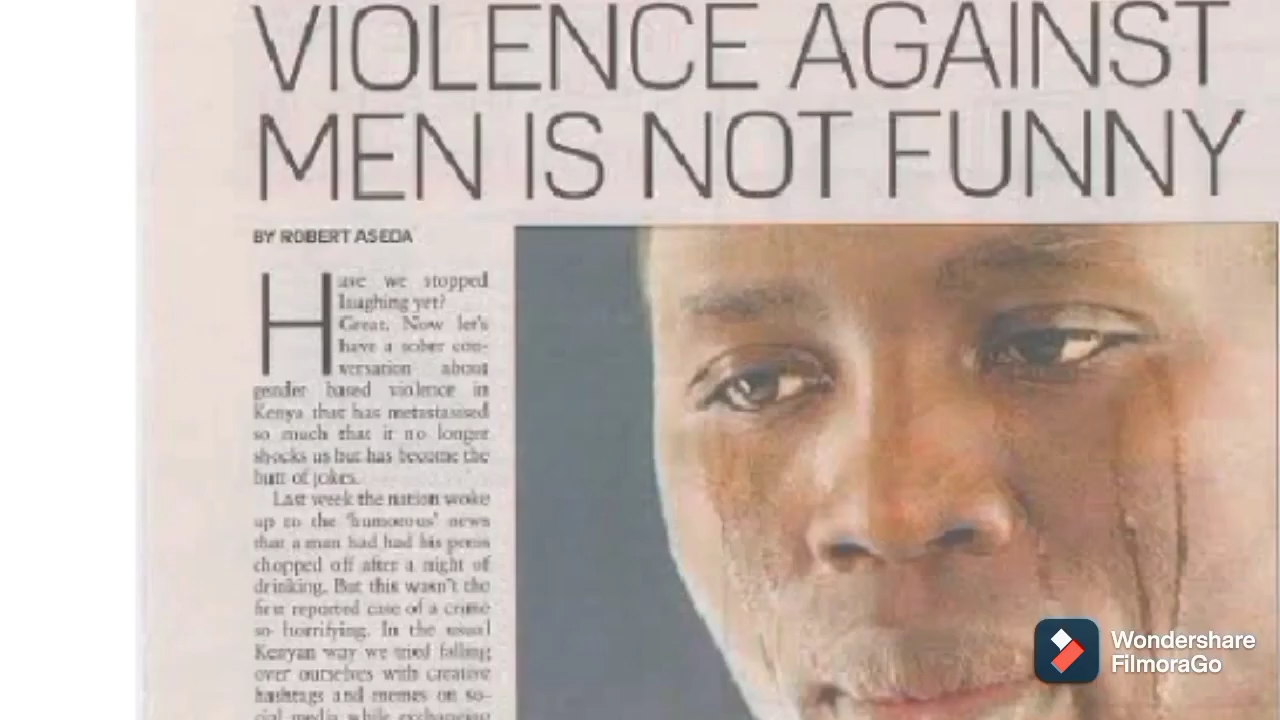 VIOLENCE AGAINST
MEN IS NOT FUNNY
BY ROBERT ASEDA
Have we stopped
laughing yet?
Great. Now let's
have a sober con-
versation about
gender based violence in
Kenya that has metastasised
so much that it no longer
shocks us but has become the
butt of jokes.
Last week the nation woke
up to the 'humorous' news
that a man had had his penis
chopped off after a night of
drinking. But this wasn't the
first reported case of a crime
so horrifying. In the usual
Kenyan way we tried falling
over ourselves with creative
hashtags and memes on so-
cial media while exchanging
Wondershare
FilmoraGo